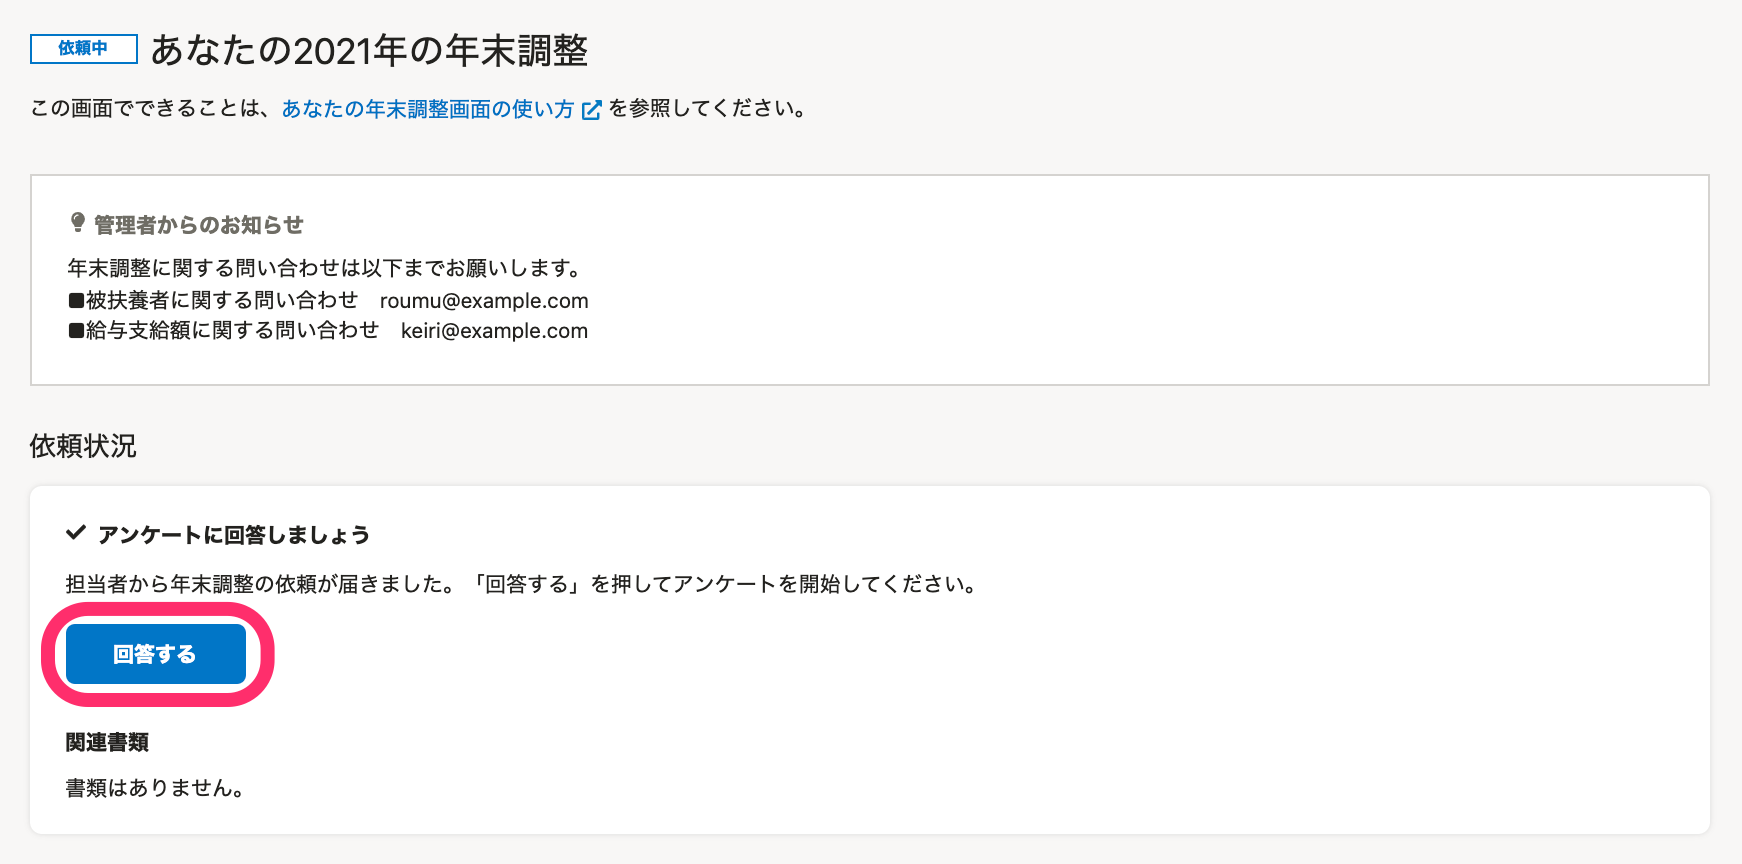 依頼中 あなたの2021年の年末調整
この画面でできることは、あなたの年末調整画面の使い方 を参照してください。
管理者からのお知らせ
年末調整に関する問い合わせは以下までお願いします。
■被扶養者に関する問い合わせ　roumu@example.com
■給与支給額に関する問い合わせ　keiri@example.com
依頼状況
アンケートに回答しましょう
担当者から年末調整の依頼が届きました。「回答する」を押してアンケートを開始してください。
回答する
関連書類
書類はありません。